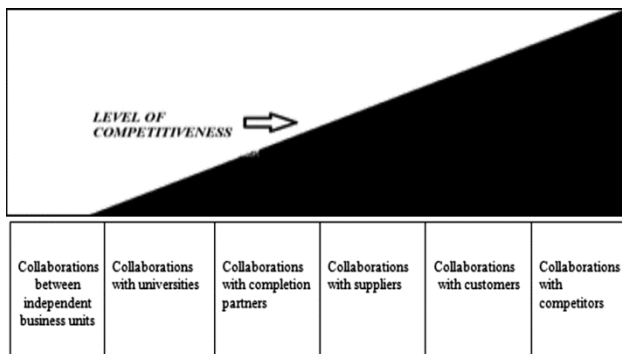 LEVEL OF
COMPETITIVENESS
Collaborations
between
independent
business units
Collaborations
with universities
Collaborations
with completion
partners
Collaborations
with suppliers
Collaborations
with customers
Collaborations
with
competitors